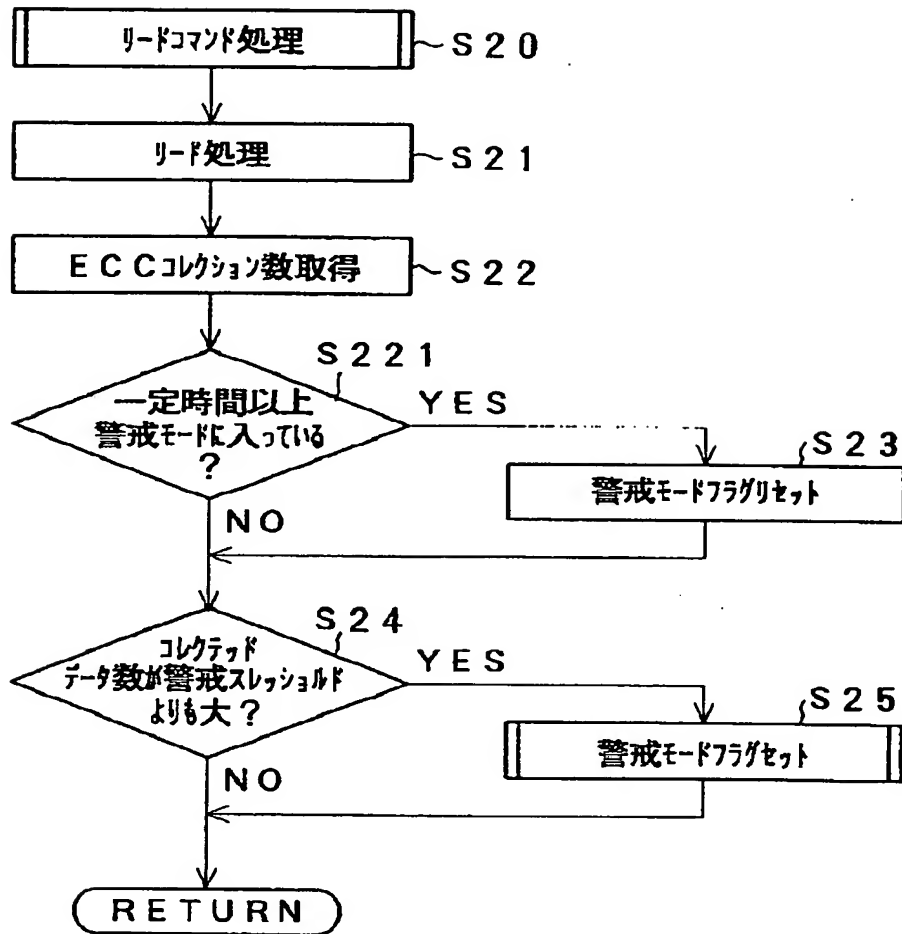 リードコマンド処理
S20
リード処理
S21
ECCコレクション数取得
S22
S221
一定時間以上
警戒モードに入っている
?
YES
S23
警戒モードフラグリセット
NO
S24
コレクテッド
データ数が警戒スレッショルド
よりも大?
YES
S25
警戒モードフラグセット
NO
RETURN